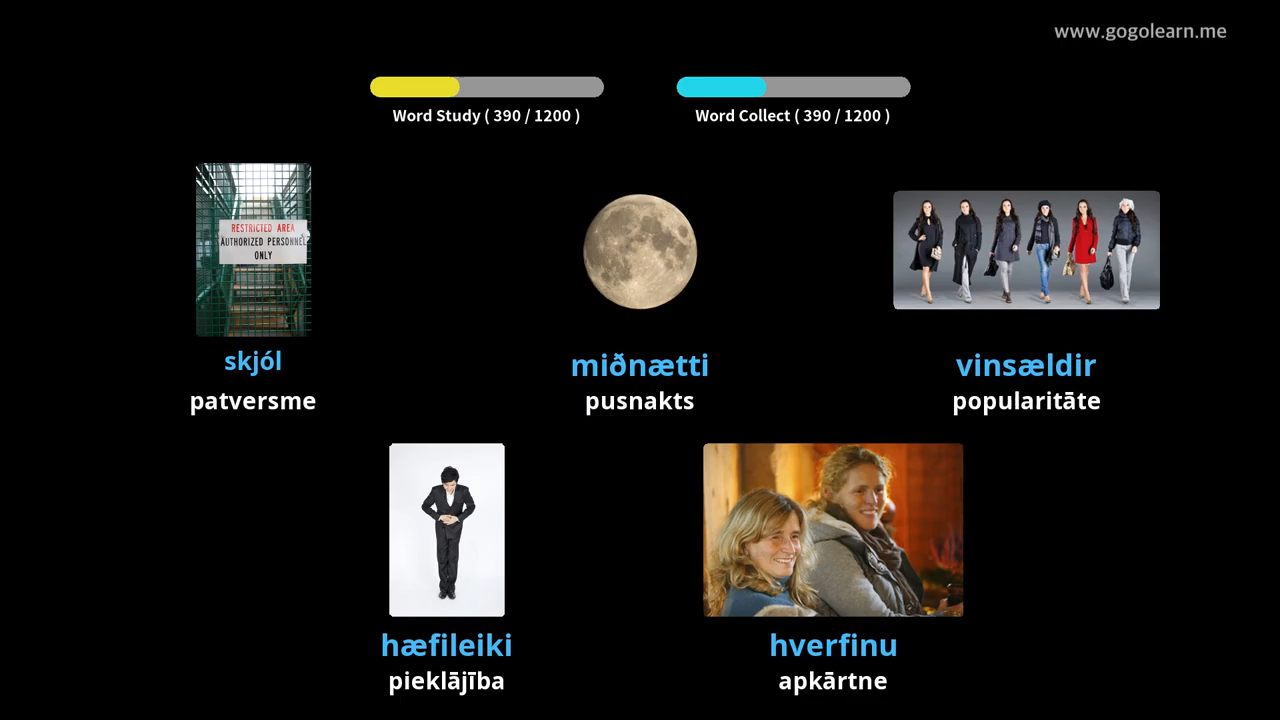 www.gogolearn.me
Word Study ( 390 / 1200 )
Word Collect ( 390 / 1200 )
RESTRICTED AREA
AUTHORIZED PERSONNEL
ONLY
skjól
miðnætti
vinsældir
patversme
pusnakts
popularitāte
hæfileiki
hverfinu
pieklājība
apkārtne